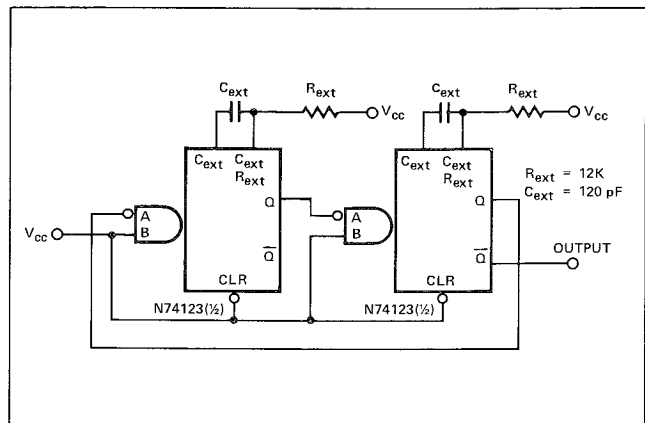 Cext Rext Cext Rext
Vcc Vcc
Cext Cext Rext Q Q̅ CLR
Cext Cext Rext Q Q̅ CLR
A B
A B
Vcc
Rext = 12K
Cext = 120 pF
OUTPUT
N74123(½) N74123(½)